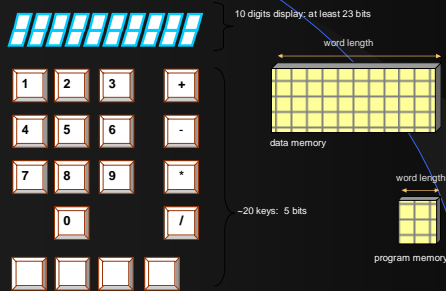 10 digits display: at least 23 bits
word length
1 2 3 +
4 5 6 -
data memory
7 8 9 *
word length
0 /
~20 keys: 5 bits
program memory